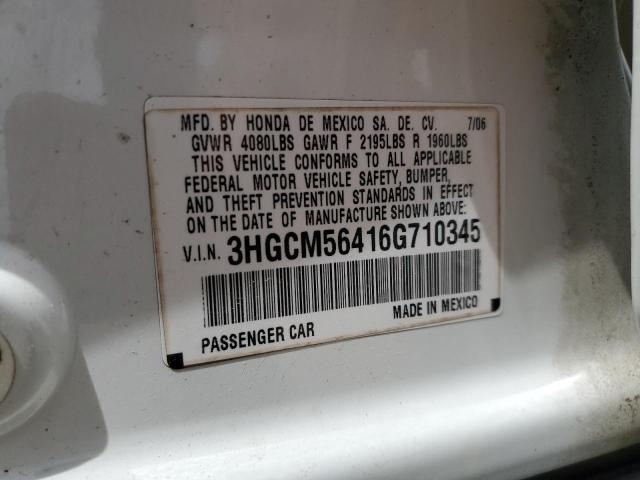 MFD. BY HONDA DE MEXICO SA. DE. CV. 7/06
GVWR 4080LBS GAWR F 2195LBS R 1960LBS
THIS VEHICLE CONFORMS TO ALL APPLICABLE
FEDERAL MOTOR VEHICLE SAFETY, BUMPER,
AND THEFT PREVENTION STANDARDS IN EFFECT
ON THE DATE OF MANUFACTURE SHOWN ABOVE:
V.I.N. 3HGCM56416G710345
PASSENGER CAR MADE IN MEXICO